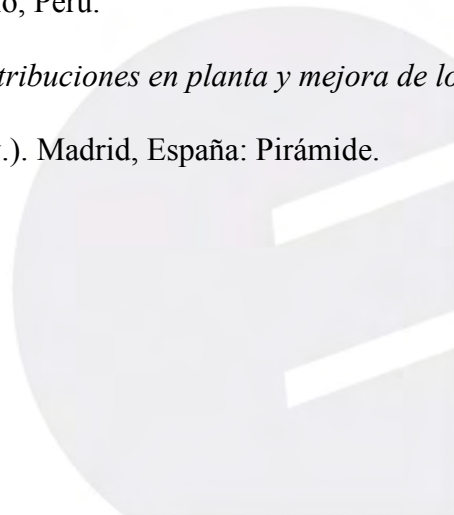 o, Perú.
tribuciones en planta y mejora de lo
.). Madrid, España: Pirámide.